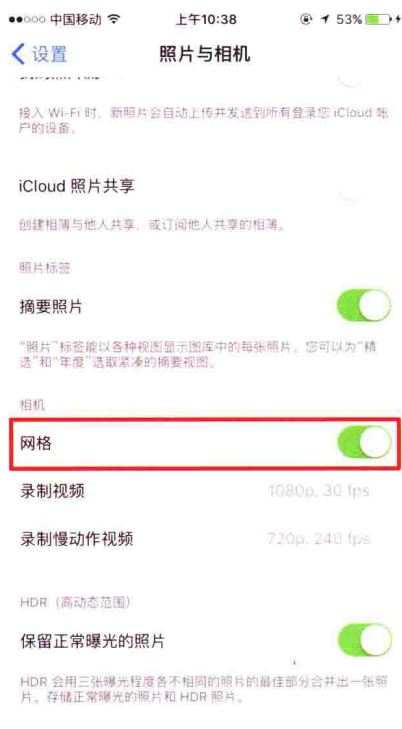 中国移动 上午10:38 53%
设置 照片与相机
接入 Wi-Fi 时,新照片会自动上传并发送到所有登录您 iCloud 帐
户的设备。
iCloud 照片共享
创建相簿与他人共享,或订阅他人共享的相簿。
照片标签
摘要照片
“照片”标签能以各种视图显示图库中的每张照片。您可以为“精
选”和“年度”选取紧凑的摘要视图。
相机
网格
录制视频 1080p, 30 fps
录制慢动作视频 720p, 240 fps
HDR(高动态范围)
保留正常曝光的照片
HDR 会用三张曝光程度各不相同的照片的最佳部分合并出一张照
片。存储正常曝光的照片和 HDR 照片。